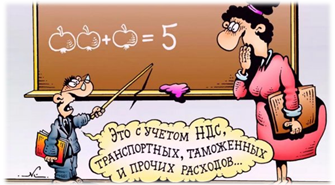 + = 5
Это с учетом НДС,
транспортных, таможенных
и прочих расходов...